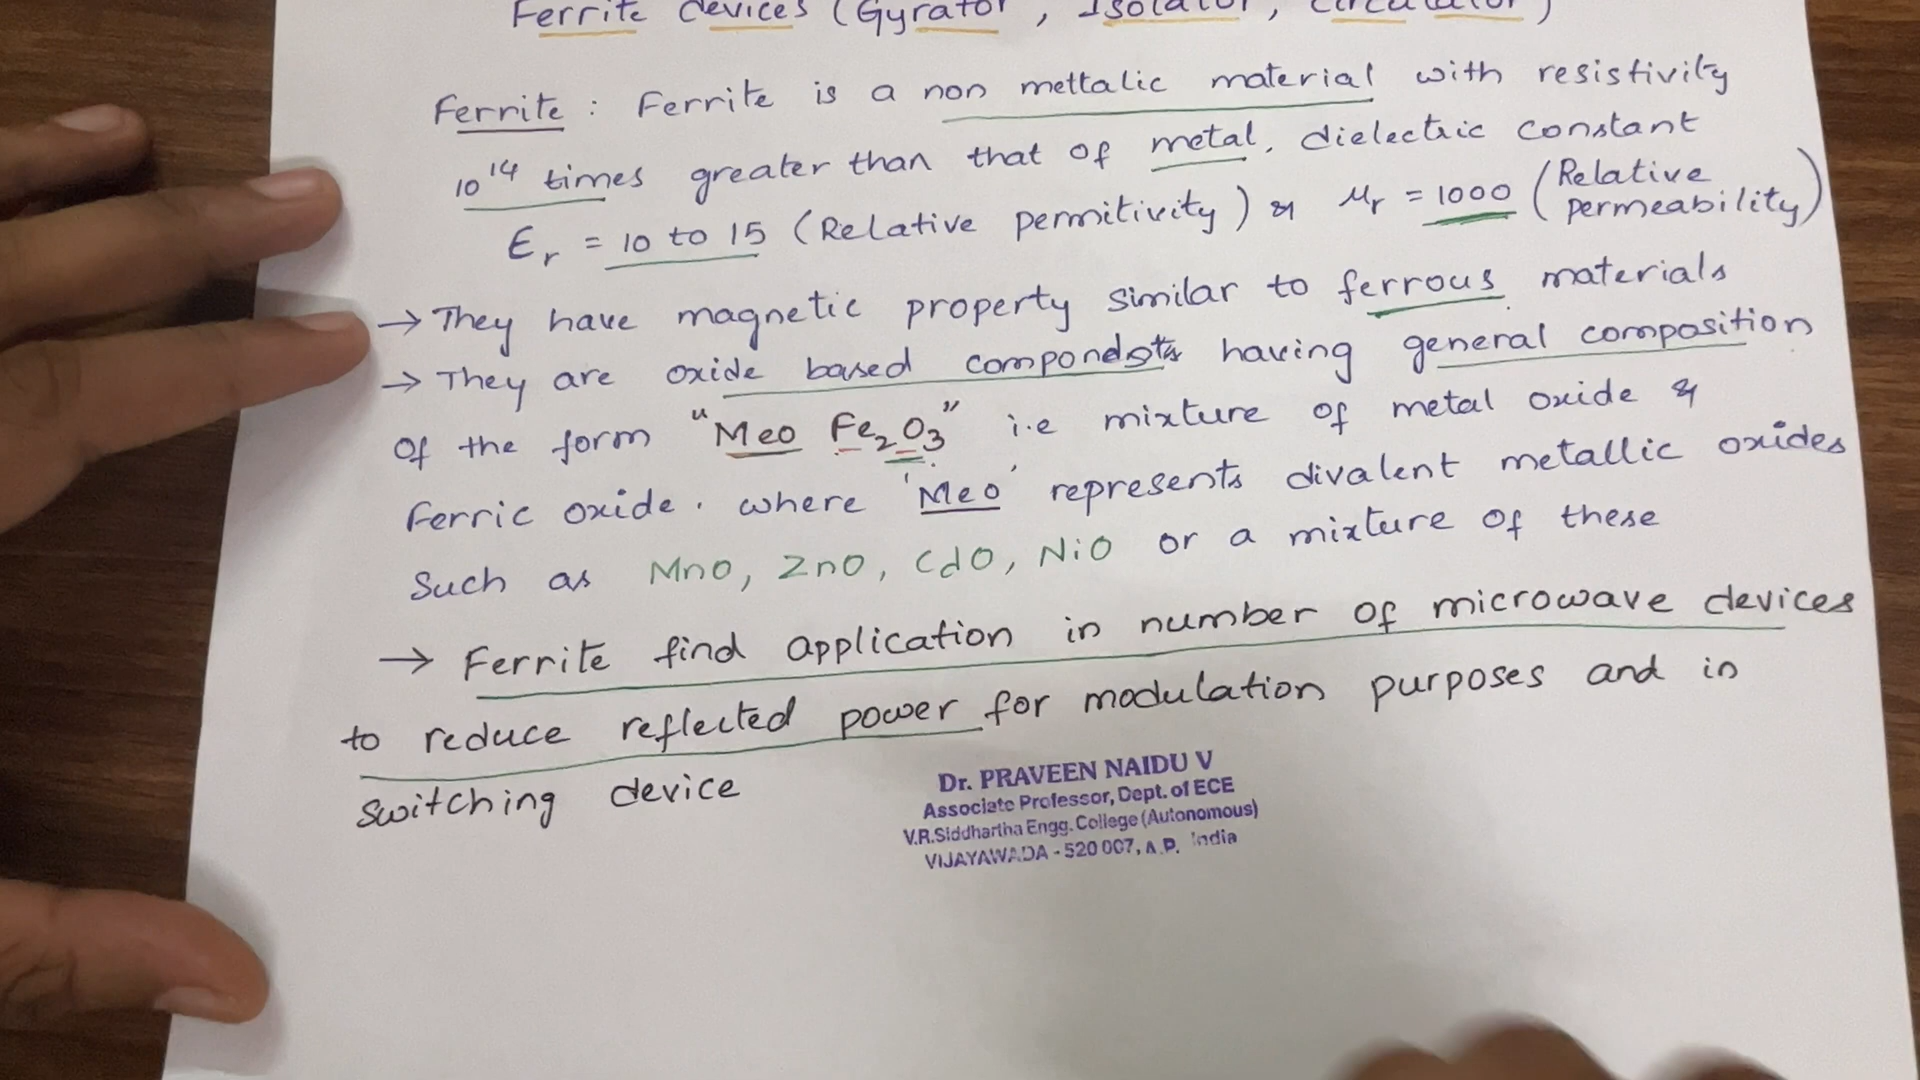 Ferrite devices (Gyrator, Isolator, Circulator)
Ferrite : Ferrite is a non mettalic material with resistivity
10^14 times greater than that of metal, dielectric constant
Er = 10 to 15 (Relative permitivity) & μr = 1000 (Relative permeability)
→ They have magnetic property similar to ferrous materials
→ They are oxide based compondsts having general composition
of the form "Meo Fe2O3" i.e mixture of metal oxide &
Ferric oxide. where 'Meo' represents divalent metallic oxides
Such as MnO, ZnO, CdO, NiO or a mixture of these
→ Ferrite find application in number of microwave devices
to reduce reflected power for modulation purposes and in
switching device
Dr. PRAVEEN NAIDU V
Associate Professor, Dept. of ECE
V.R.Siddhartha Engg. College (Autonomous)
VIJAYAWADA - 520 007, A.P. India